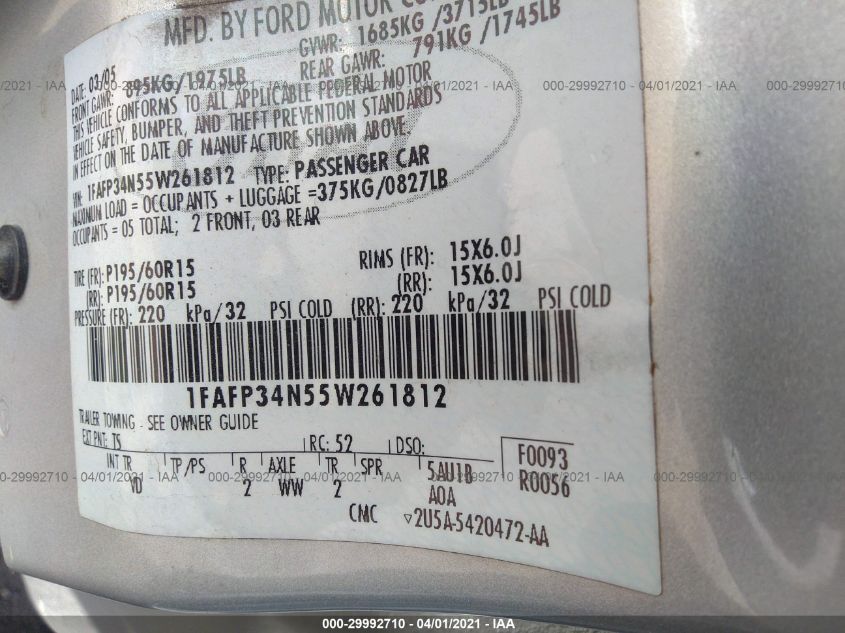 MFD. BY FORD MOTOR CO
GVWR: 1685KG /3715LB
DATE: 03/05
FRONT GAWR: 895KG/1975LB REAR GAWR: 791KG /1745LB
THIS VEHICLE CONFORMS TO ALL APPLICABLE FEDERAL MOTOR
VEHICLE SAFETY, BUMPER, AND THEFT PREVENTION STANDARDS
IN EFFECT ON THE DATE OF MANUFACTURE SHOWN ABOVE.
VIN: 1FAFP34N55W261812 TYPE: PASSENGER CAR
MAXIMUM LOAD = OCCUPANTS + LUGGAGE =375KG/0827LB
OCCUPANTS = 05 TOTAL; 2 FRONT, 03 REAR
TIRE (FR): P195/60R15 RIMS (FR): 15X6.0J
(RR): P195/60R15 (RR): 15X6.0J
PRESSURE (FR): 220 kPa/32 PSI COLD (RR): 220 kPa/32 PSI COLD
1FAFP34N55W261812
TRAILER TOWING - SEE OWNER GUIDE
EXT PNT: TS RC: 52 DSO: F0093
INT TR TP/PS R AXLE TR SPR 5AU1B R0056
YD 2 WW 2 A0A
CMC ▽2U5A-5420472-AA
000-29992710 - 04/01/2021 - IAA